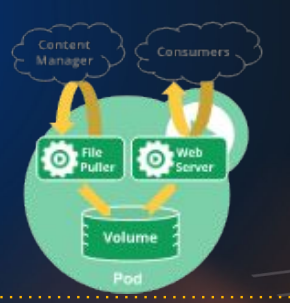 Content
Manager
Consumers
File
Puller
Web
Server
Volume
Pod